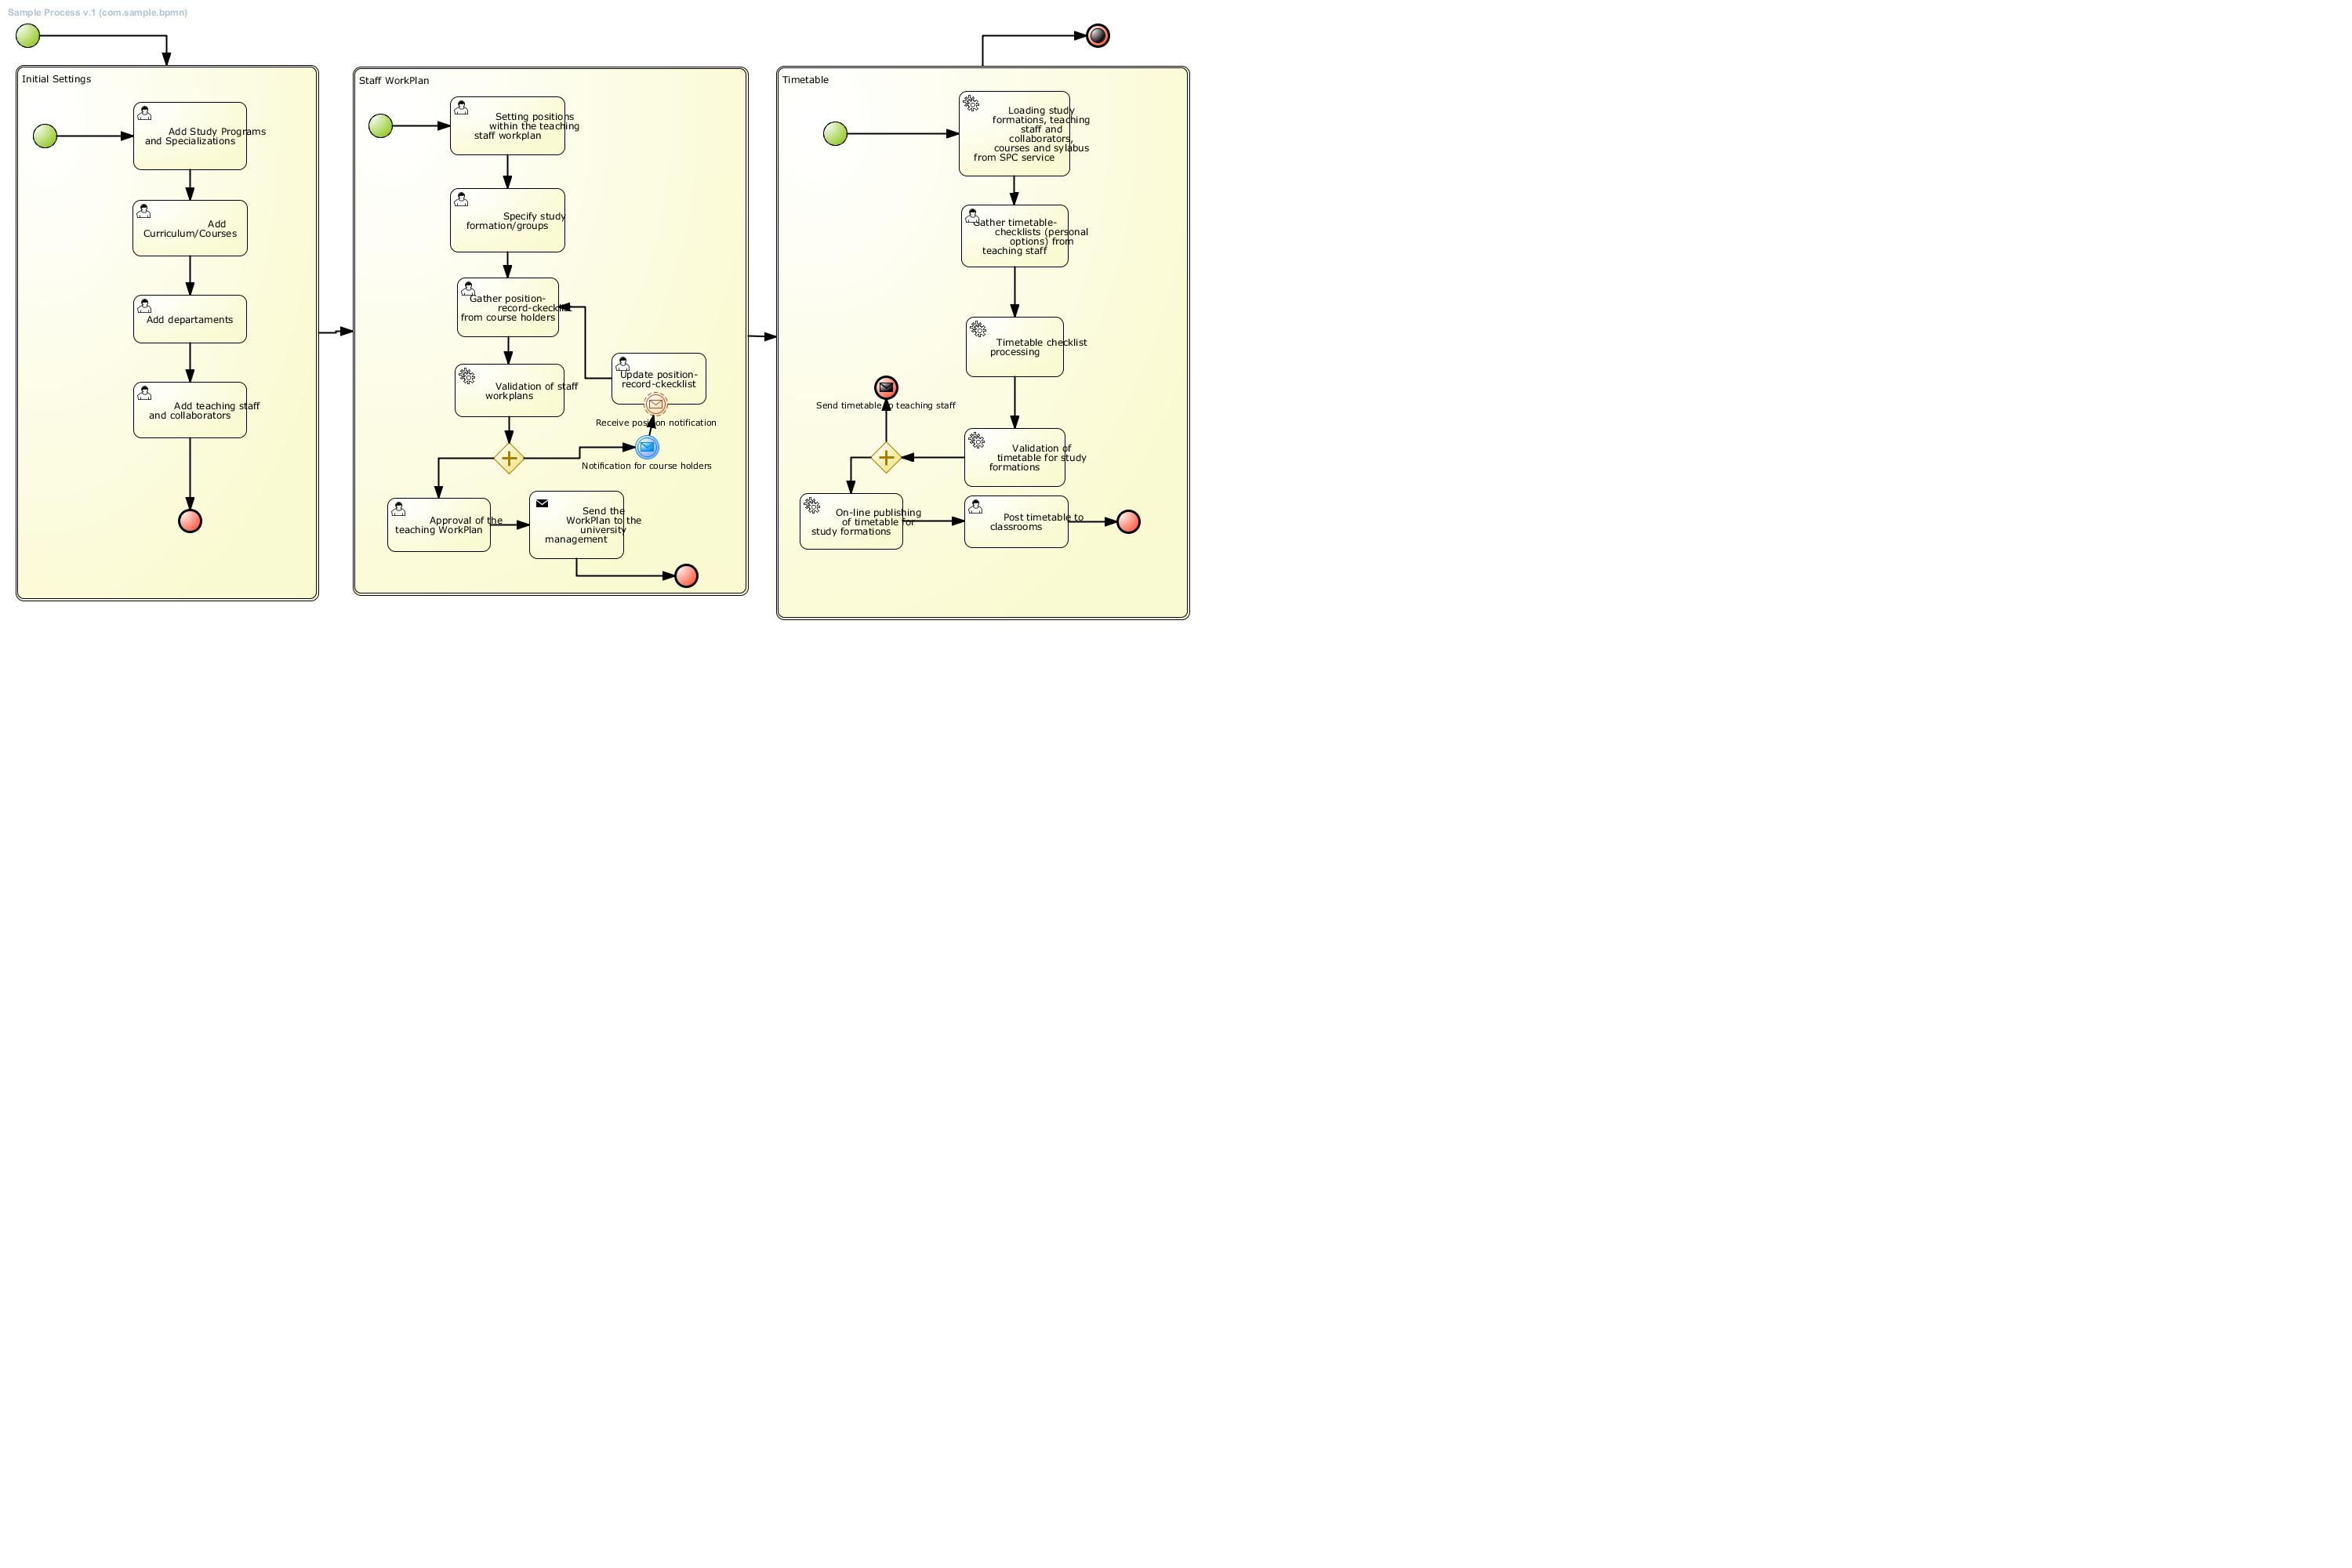 Sample Process v.1 (com.sample.bpmn)
Initial Settings
Add Study Programs
and Specializations
Add
Curriculum/Courses
Add departaments
Add teaching staff
and collaborators
Staff WorkPlan
Setting positions
within the teaching
staff workplan
Specify study
formation/groups
Gather position-
record-ckecklist
from course holders
Validation of staff
workplans
Update position-
record-ckecklist
Receive position notification
Notification for course holders
Approval of the
teaching WorkPlan
Send the
WorkPlan to the
university
management
Timetable
Loading study
formations, teaching
staff and
collaborators,
courses and sylabus
from SPC service
Gather timetable-
checklists (personal
options) from
teaching staff
Timetable checklist
processing
Send timetable to teaching staff
Validation of
timetable for study
formations
On-line publishing
of timetable for
study formations
Post timetable to
classrooms